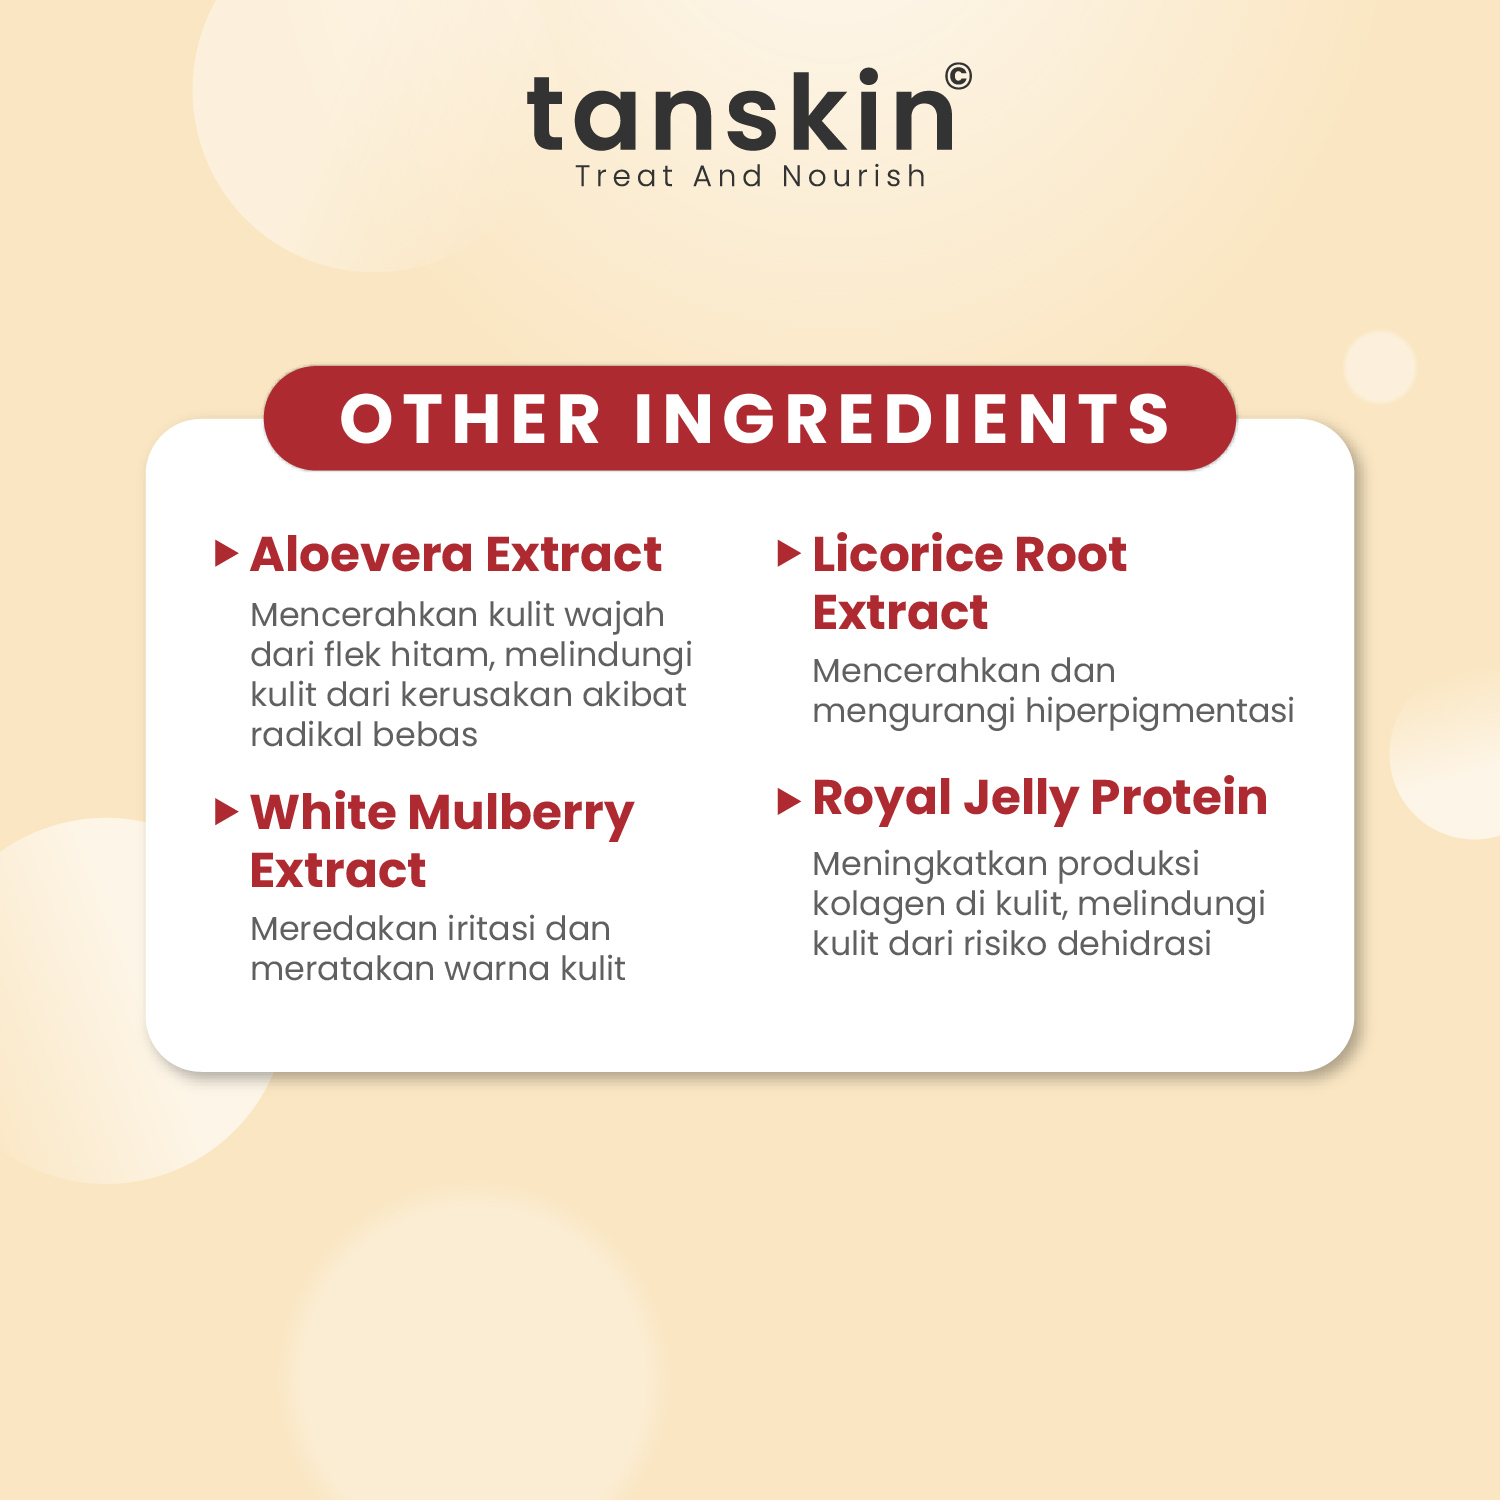 tanskin©
Treat And Nourish
OTHER INGREDIENTS
Aloevera Extract
Mencerahkan kulit wajah
dari flek hitam, melindungi
kulit dari kerusakan akibat
radikal bebas
White Mulberry
Extract
Meredakan iritasi dan
meratakan warna kulit
Licorice Root
Extract
Mencerahkan dan
mengurangi hiperpigmentasi
Royal Jelly Protein
Meningkatkan produksi
kolagen di kulit, melindungi
kulit dari risiko dehidrasi